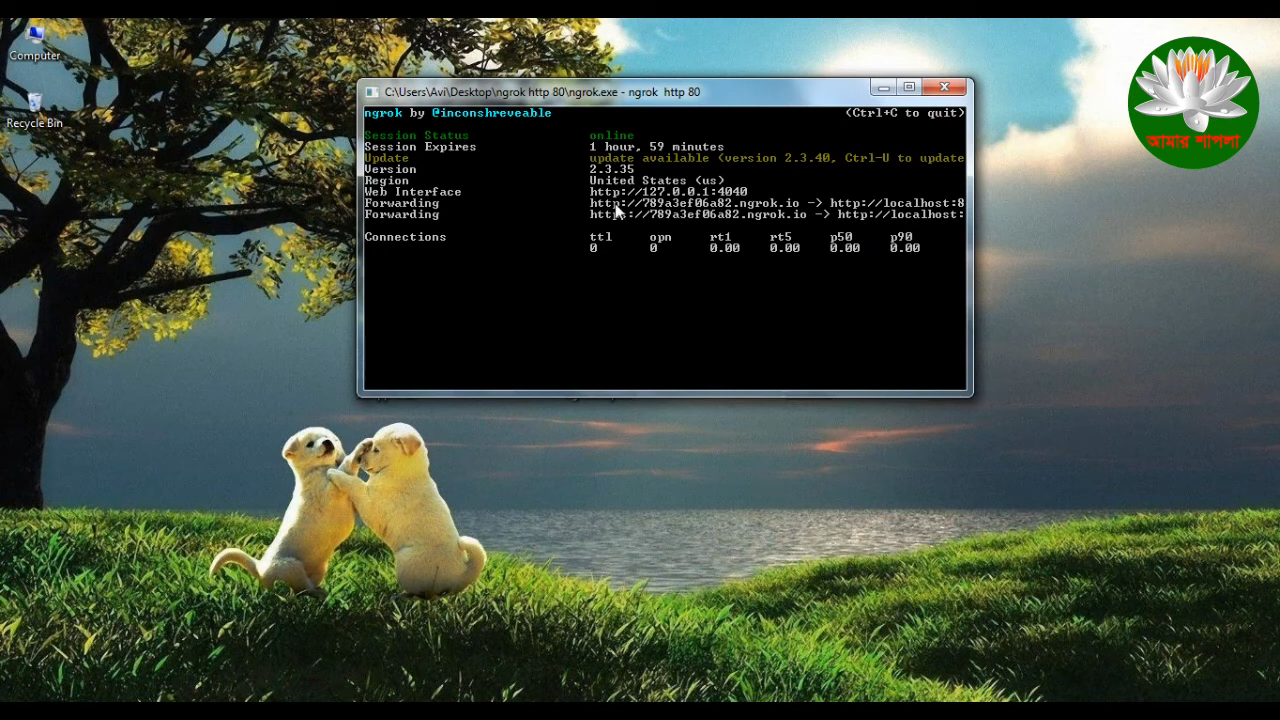 Computer
Recycle Bin
আমার শাপলা
C:\Users\Avi\Desktop\ngrok http 80\ngrok.exe - ngrok  http 80
ngrok by @inconshreveable (Ctrl+C to quit)
Session Status online
Session Expires 1 hour, 59 minutes
Update update available (version 2.3.40, Ctrl-U to update
Version 2.3.35
Region United States (us)
Web Interface http://127.0.0.1:4040
Forwarding http://789a3ef06a82.ngrok.io -> http://localhost:8
Forwarding ://789a3ef06a82.ngrok.io -> http://localhost:
Connections ttl opn rt1 rt5 p50 p90
0 0 0.00 0.00 0.00 0.00